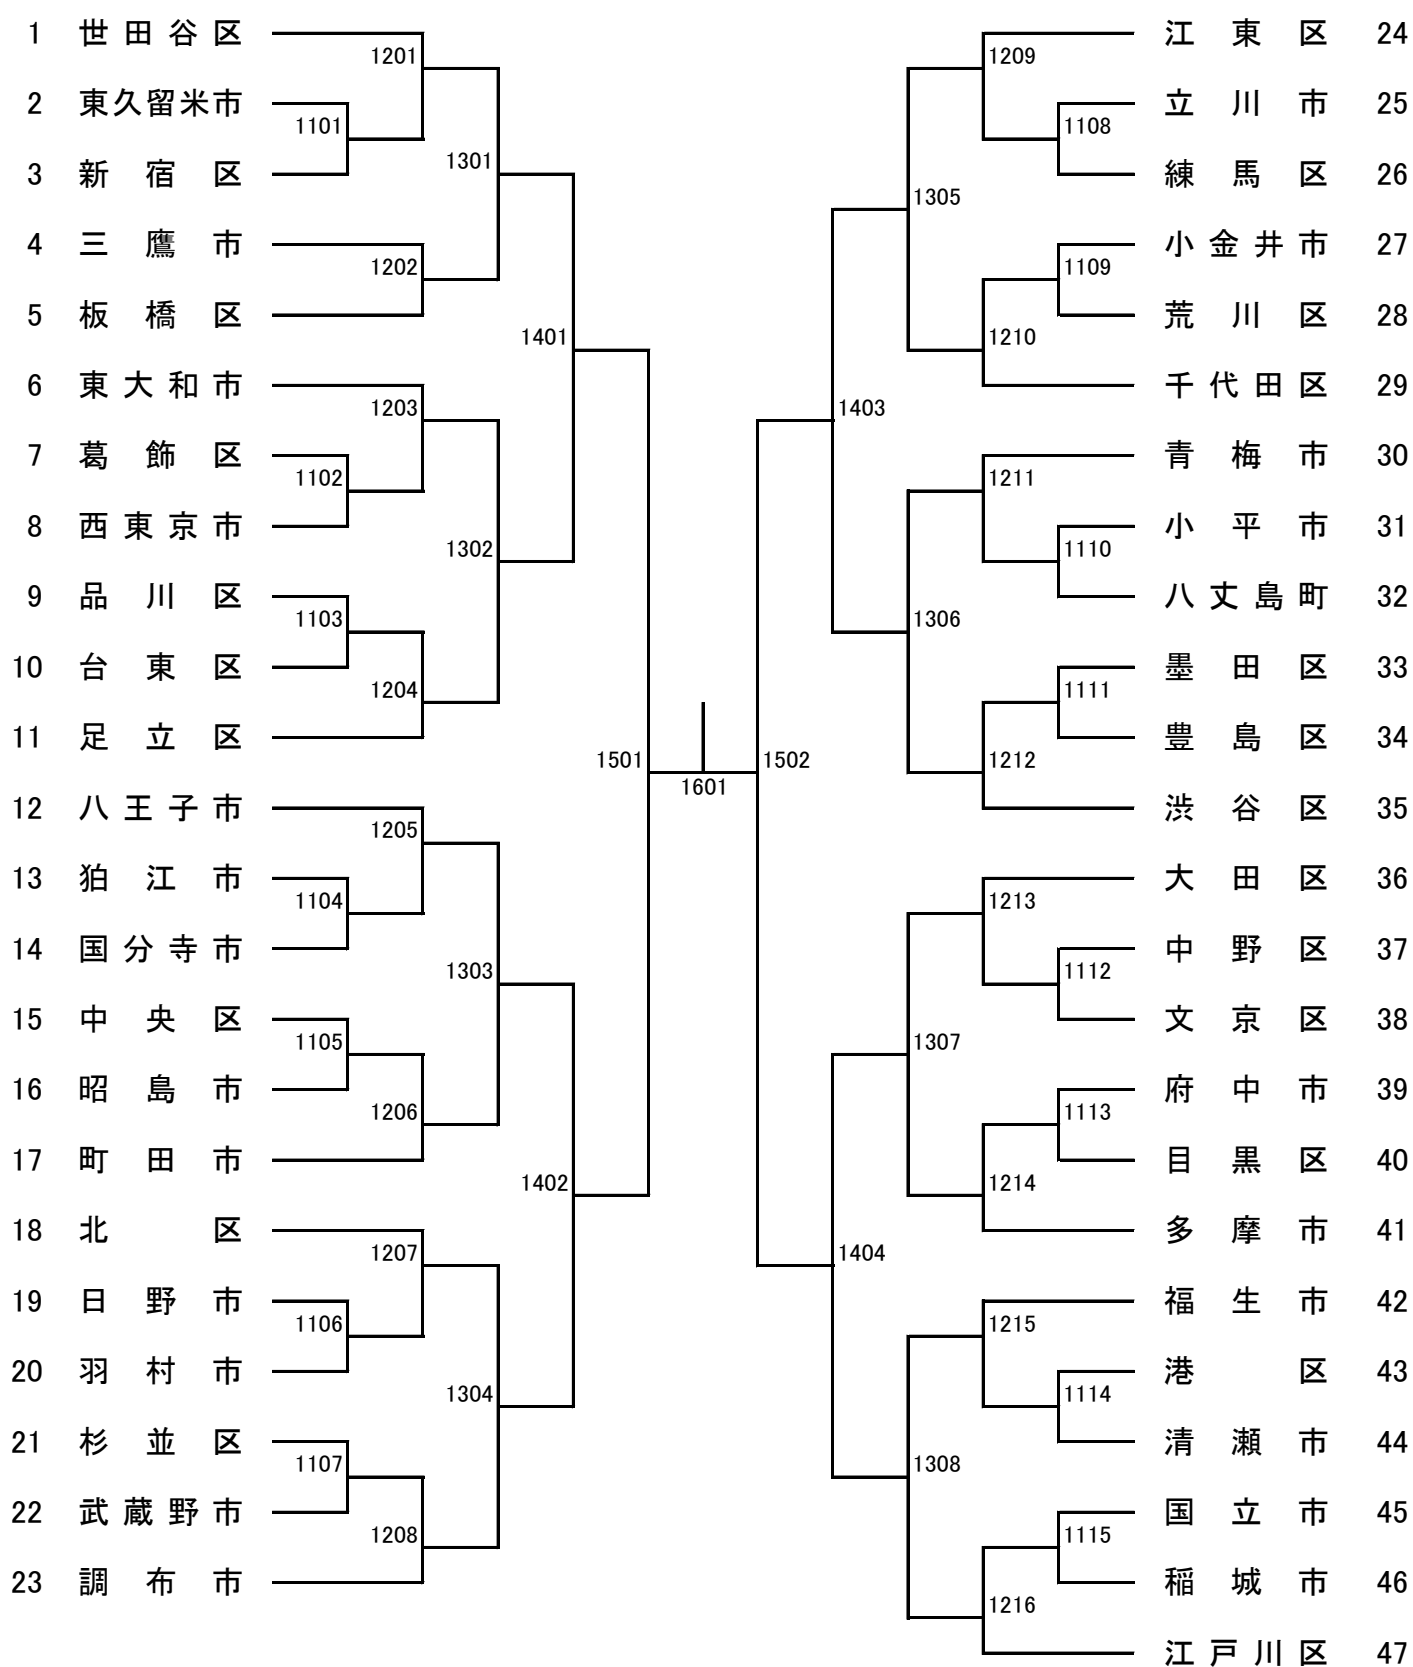 1 世田谷区
1201
2 東久留米市
1101
3 新宿区
1301
4 三鷹市
1202
5 板橋区
1401
6 東大和市
1203
7 葛飾区
1102
8 西東京市
1302
9 品川区
1103
10 台東区
1204
11 足立区
1501
12 八王子市
1205
13 狛江市
1104
14 国分寺市
1303
15 中央区
1105
16 昭島市
1206
17 町田市
1402
18 北区
1207
19 日野市
1106
20 羽村市
1304
21 杉並区
1107
22 武蔵野市
1208
23 調布市
1601
江東区 24
1209
立川市 25
1108
練馬区 26
1305
小金井市 27
1109
荒川区 28
1210
千代田区 29
1403
青梅市 30
1211
小平市 31
1110
八丈島町 32
1306
墨田区 33
1111
豊島区 34
1212
1502
渋谷区 35
大田区 36
1213
中野区 37
1112
文京区 38
1307
府中市 39
1113
目黒区 40
1214
多摩市 41
1404
福生市 42
1215
港区 43
1114
清瀬市 44
1308
国立市 45
1115
稲城市 46
1216
江戸川区 47